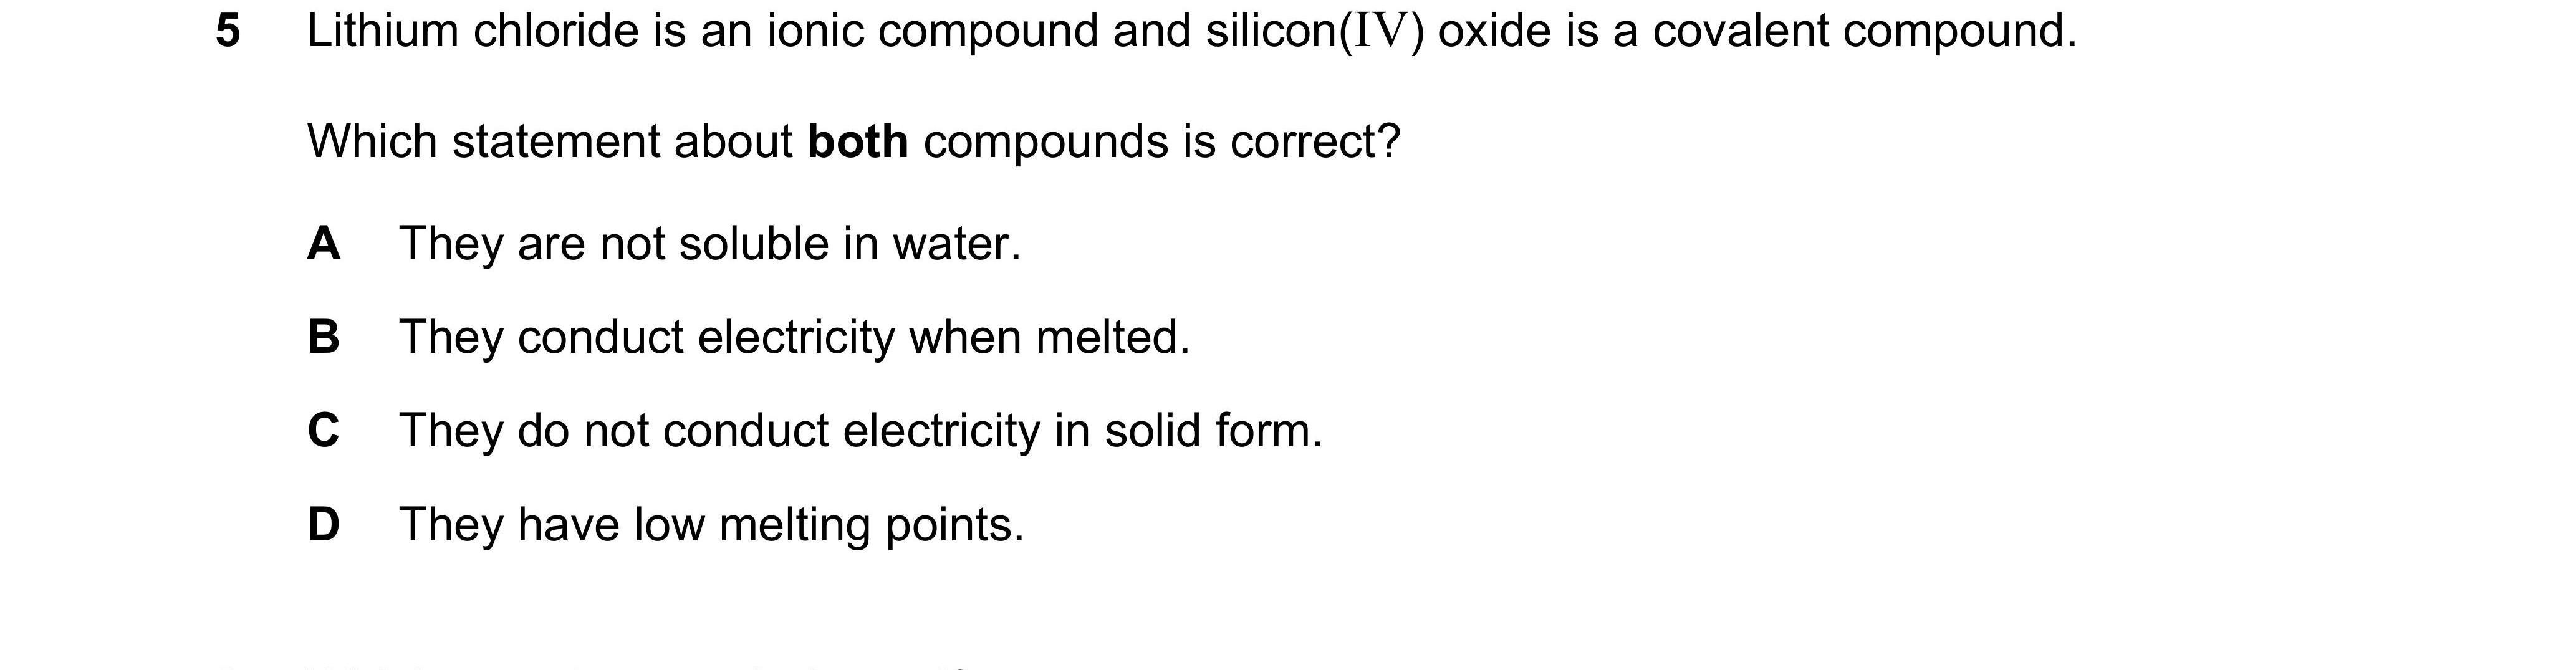 5 Lithium chloride is an ionic compound and silicon(IV) oxide is a covalent compound.
Which statement about both compounds is correct?
A They are not soluble in water.
B They conduct electricity when melted.
C They do not conduct electricity in solid form.
D They have low melting points.